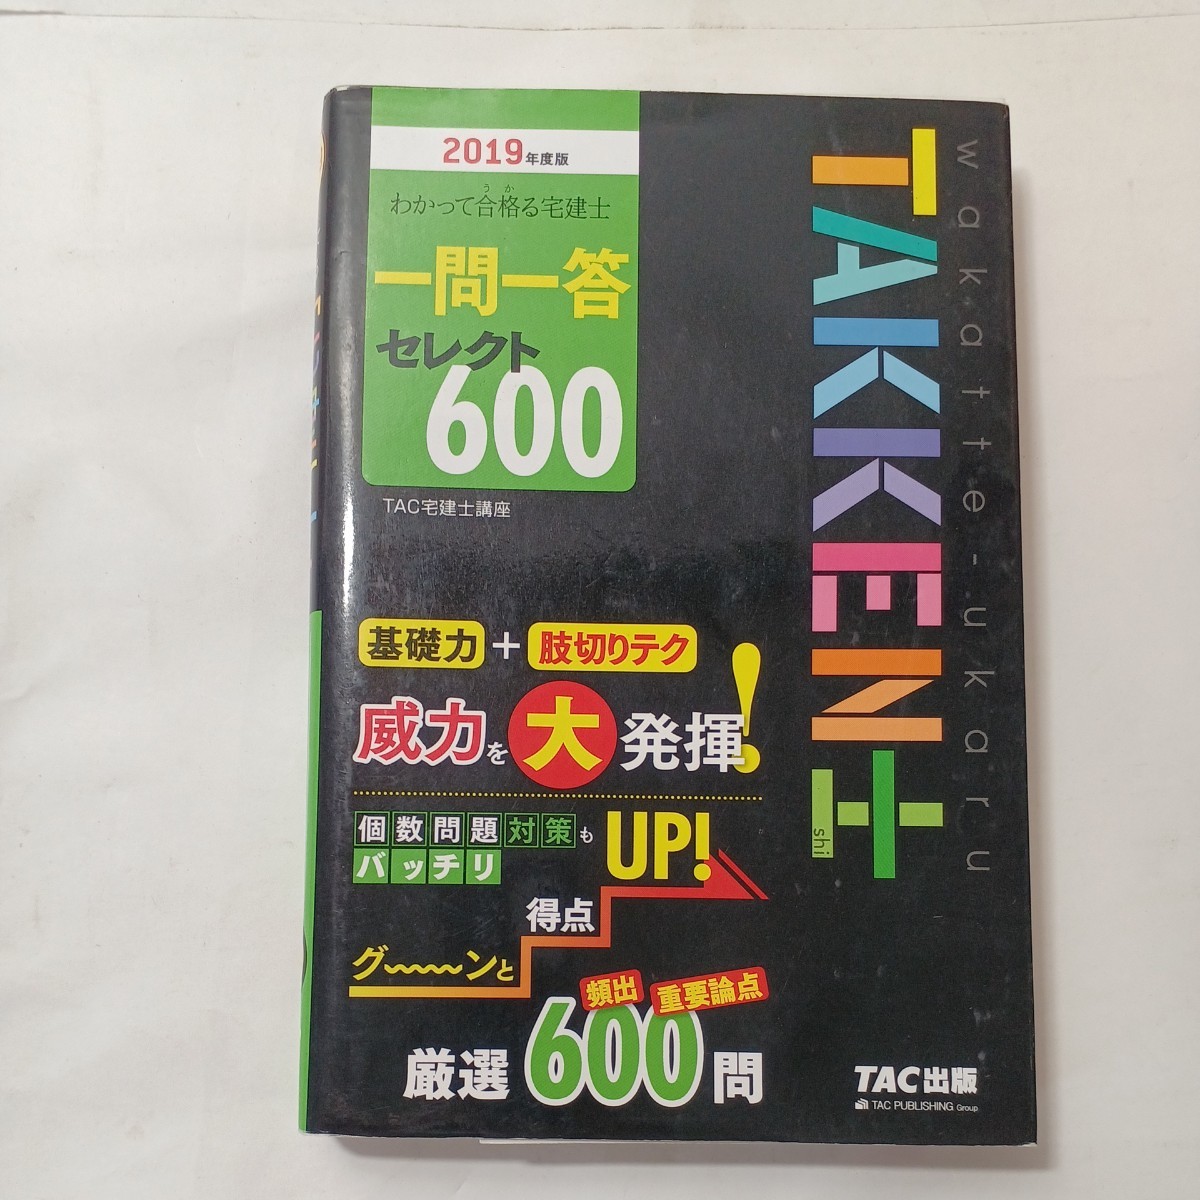 2019年度版
うか
わかって合格る宅建士
一問一答
セレクト
600
TAC宅建士講座
TAKKEN士
shi
wakatte-ukaru
基礎力+肢切りテク
威力を大発揮!
個数問題対策も
バッチリ
UP!
得点
グ〜〜ンと
頻出 重要論点
厳選600問
TAC出版
TAC PUBLISHING Group